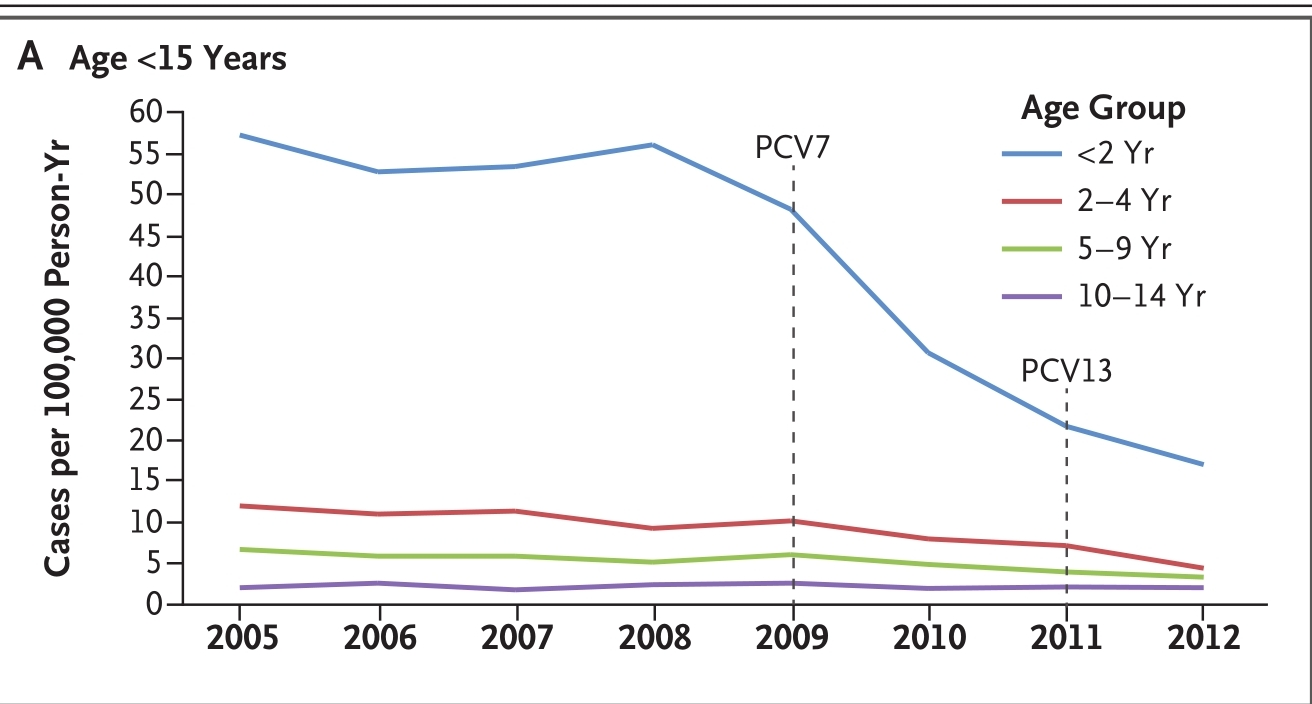 A Age <15 Years
Cases per 100,000 Person-Yr
60
55
50
45
40
35
30
25
20
15
10
5
0
PCV7
PCV13
Age Group
<2 Yr
2–4 Yr
5–9 Yr
10–14 Yr
2005 2006 2007 2008 2009 2010 2011 2012